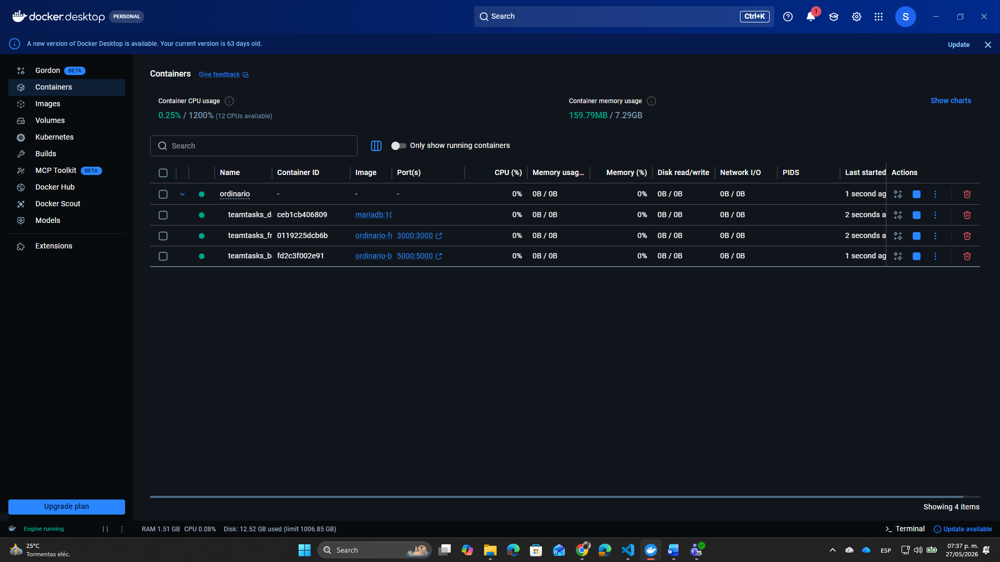 docker.desktop PERSONAL Search Ctrl+K 1 S
A new version of Docker Desktop is available. Your current version is 63 days old. Update
Gordon BETA
Containers
Images
Volumes
Kubernetes
Builds
MCP Toolkit BETA
Docker Hub
Docker Scout
Models
Extensions
Upgrade plan
Containers Give feedback
Container CPU usage
0.25% / 1200% (12 CPUs available)
Container memory usage
159.79MB / 7.29GB
Show charts
Search
Only show running containers
Name Container ID Image Port(s) CPU (%) Memory usag... Memory (%) Disk read/write Network I/O PIDS Last started Actions
ordinario - - - 0% 0B / 0B 0% 0B / 0B 0B / 0B 1 second ag
teamtasks_d ceb1cb406809 mariadb:10 0% 0B / 0B 0% 0B / 0B 0B / 0B 2 seconds a
teamtasks_fr 0119225dcb6b ordinario-fr 3000:3000 0% 0B / 0B 0% 0B / 0B 0B / 0B 2 seconds a
teamtasks_b fd2c3f002e91 ordinario-b 5000:5000 0% 0B / 0B 0% 0B / 0B 0B / 0B 1 second ag
Showing 4 items
Engine running RAM 1.51 GB CPU 0.08% Disk: 12.52 GB used (limit 1006.85 GB) >_ Terminal Update available
25°C
Tormentas eléc.
Search
ESP
07:37 p. m.
27/05/2026